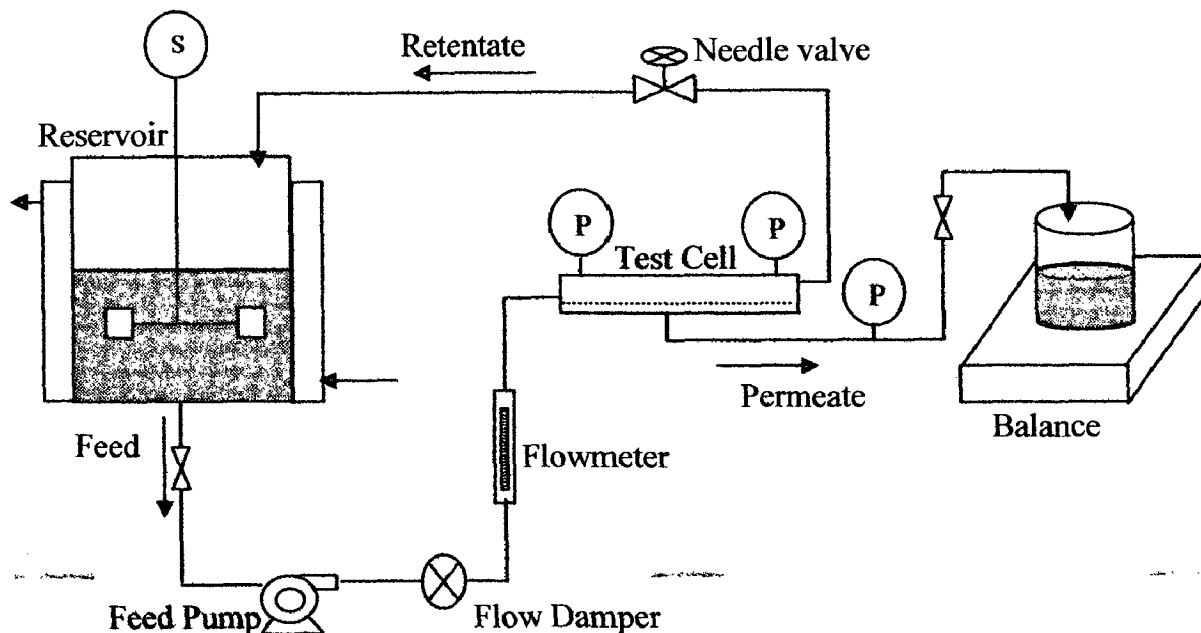 S
Retentate
Needle valve
Reservoir
P
P
Test Cell
P
Permeate
Balance
Feed
Flowmeter
Feed Pump
Flow Damper